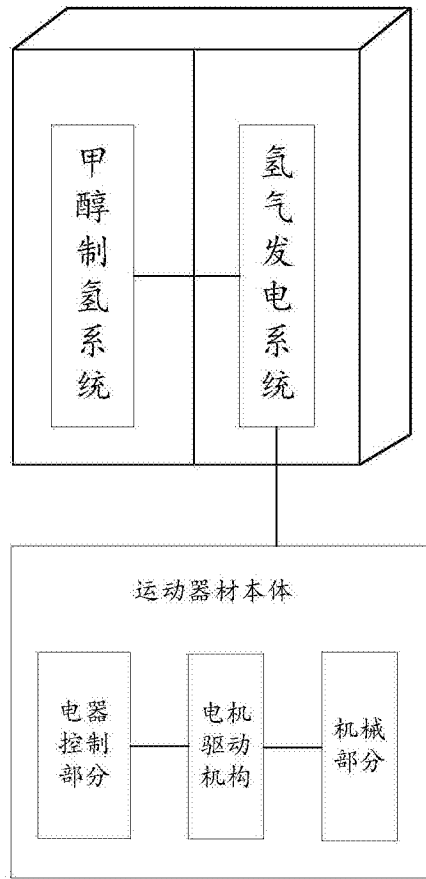 甲醇制氢系统
氢气发电系统
运动器材本体
电器
控制
部分
电机
驱动
机构
机械
部分